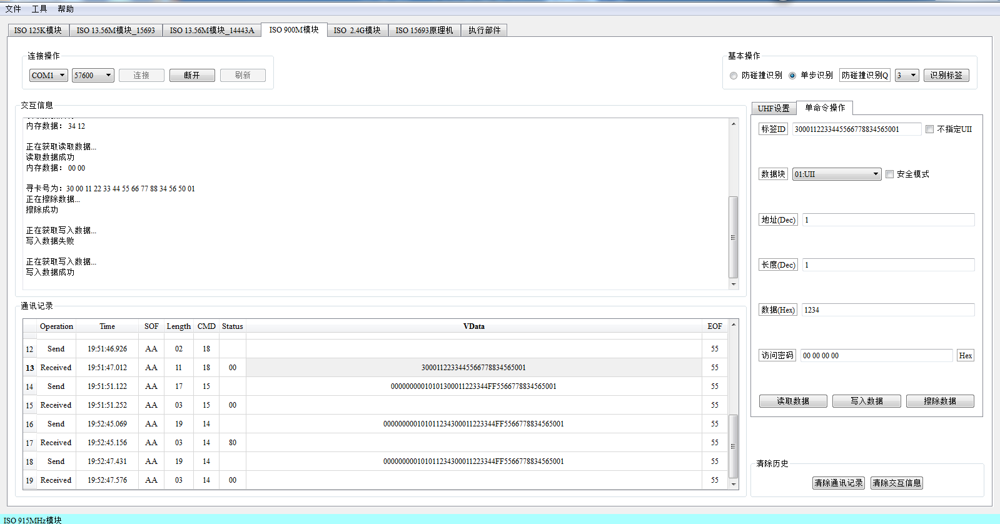 文件 工具 帮助
ISO 125K模块 ISO 13.56M模块_15693 ISO 13.56M模块_14443A ISO 900M模块 ISO 2.4G模块 ISO 15693原理机 执行部件
连接操作
COM1 57600 连接 断开 刷新
基本操作
防碰撞识别 单步识别 防碰撞识别Q 3 识别标签
交互信息
内存数据： 34 12
正在获取读取数据...
读取数据成功
内存数据： 00 00
寻卡号为：30 00 11 22 33 44 55 66 77 88 34 56 50 01
正在擦除数据...
擦除成功
正在获取写入数据...
写入数据失败
正在获取写入数据...
写入数据成功
UHF设置 单命令操作
标签ID 3000112233445566778834565001 不指定UII
数据块 01:UII 安全模式
地址(Dec) 1
长度(Dec) 1
数据(Hex) 1234
访问密码 00 00 00 00 Hex
读取数据 写入数据 擦除数据
通讯记录
Operation Time SOF Length CMD Status VData EOF
12 Send 19:51:46.926 AA 02 18 55
13 Received 19:51:47.012 AA 11 18 00 3000112233445566778834565001 55
14 Send 19:51:51.122 AA 17 15 00000000010101300011223344FF5566778834565001 55
15 Received 19:51:51.252 AA 03 15 00 55
16 Send 19:52:45.069 AA 19 14 000000000101011234300011223344FF5566778834565001 55
17 Received 19:52:45.156 AA 03 14 80 55
18 Send 19:52:47.431 AA 19 14 000000000101011234300011223344FF5566778834565001 55
19 Received 19:52:47.576 AA 03 14 00 55
清除历史
清除通讯记录 清除交互信息
ISO 915MHz模块